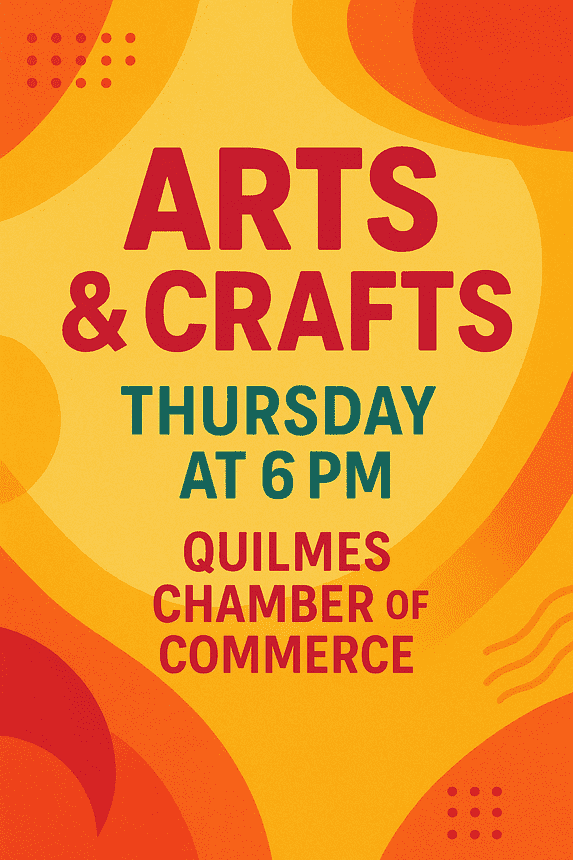 ARTS
& CRAFTS
THURSDAY
AT 6 PM
QUILMES
CHAMBER OF
COMMERCE